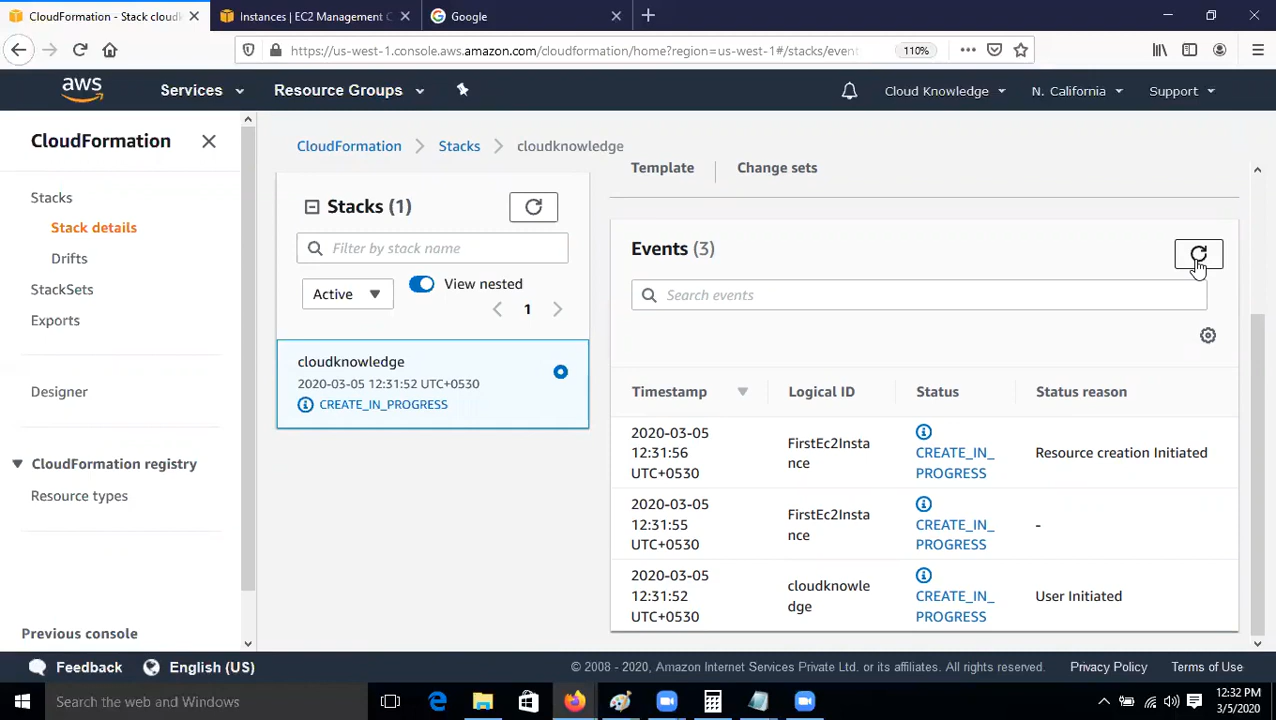 CloudFormation - Stack cloudk
Instances | EC2 Management C
Google
https://us-west-1.console.aws.amazon.com/cloudformation/home?region=us-west-1#/stacks/even
110%
aws
Services
Resource Groups
Cloud Knowledge
N. California
Support
CloudFormation
Stacks
Stack details
Drifts
StackSets
Exports
Designer
CloudFormation registry
Resource types
Previous console
CloudFormation
Stacks
cloudknowledge
Stacks (1)
Filter by stack name
Active
View nested
1
cloudknowledge
2020-03-05 12:31:52 UTC+0530
CREATE_IN_PROGRESS
Template
Change sets
Events (3)
Search events
Timestamp Logical ID Status Status reason
2020-03-05
12:31:56
UTC+0530
FirstEc2Insta
nce
CREATE_IN_
PROGRESS
Resource creation Initiated
2020-03-05
12:31:55
UTC+0530
FirstEc2Insta
nce
CREATE_IN_
PROGRESS
-
2020-03-05
12:31:52
UTC+0530
cloudknowle
dge
CREATE_IN_
PROGRESS
User Initiated
Feedback
English (US)
© 2008 - 2020, Amazon Internet Services Private Ltd. or its affiliates. All rights reserved.
Privacy Policy
Terms of Use
Search the web and Windows
12:32 PM
3/5/2020